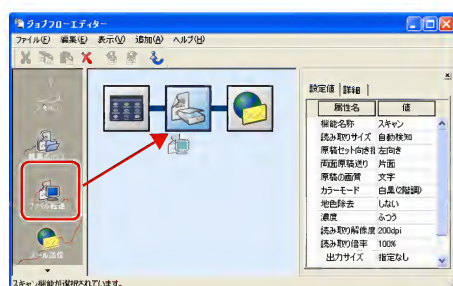 ジョブフローエディター
ファイル(F) 編集(E) 表示(V) 追加(A) ヘルプ(H)
設定値 詳細
属性名 値
機能名称 スキャン
読み取りサイズ 自動検知
原稿セット向き指 左向き
両面原稿送り 片面
原稿の画質 文字
カラーモード 白黒(2階調)
地色除去 しない
濃度 ふつう
読み取り解像度 200dpi
読み取り倍率 100%
出力サイズ 指定なし
ファイル転送
メール送信
スキャン機能が選択されています。